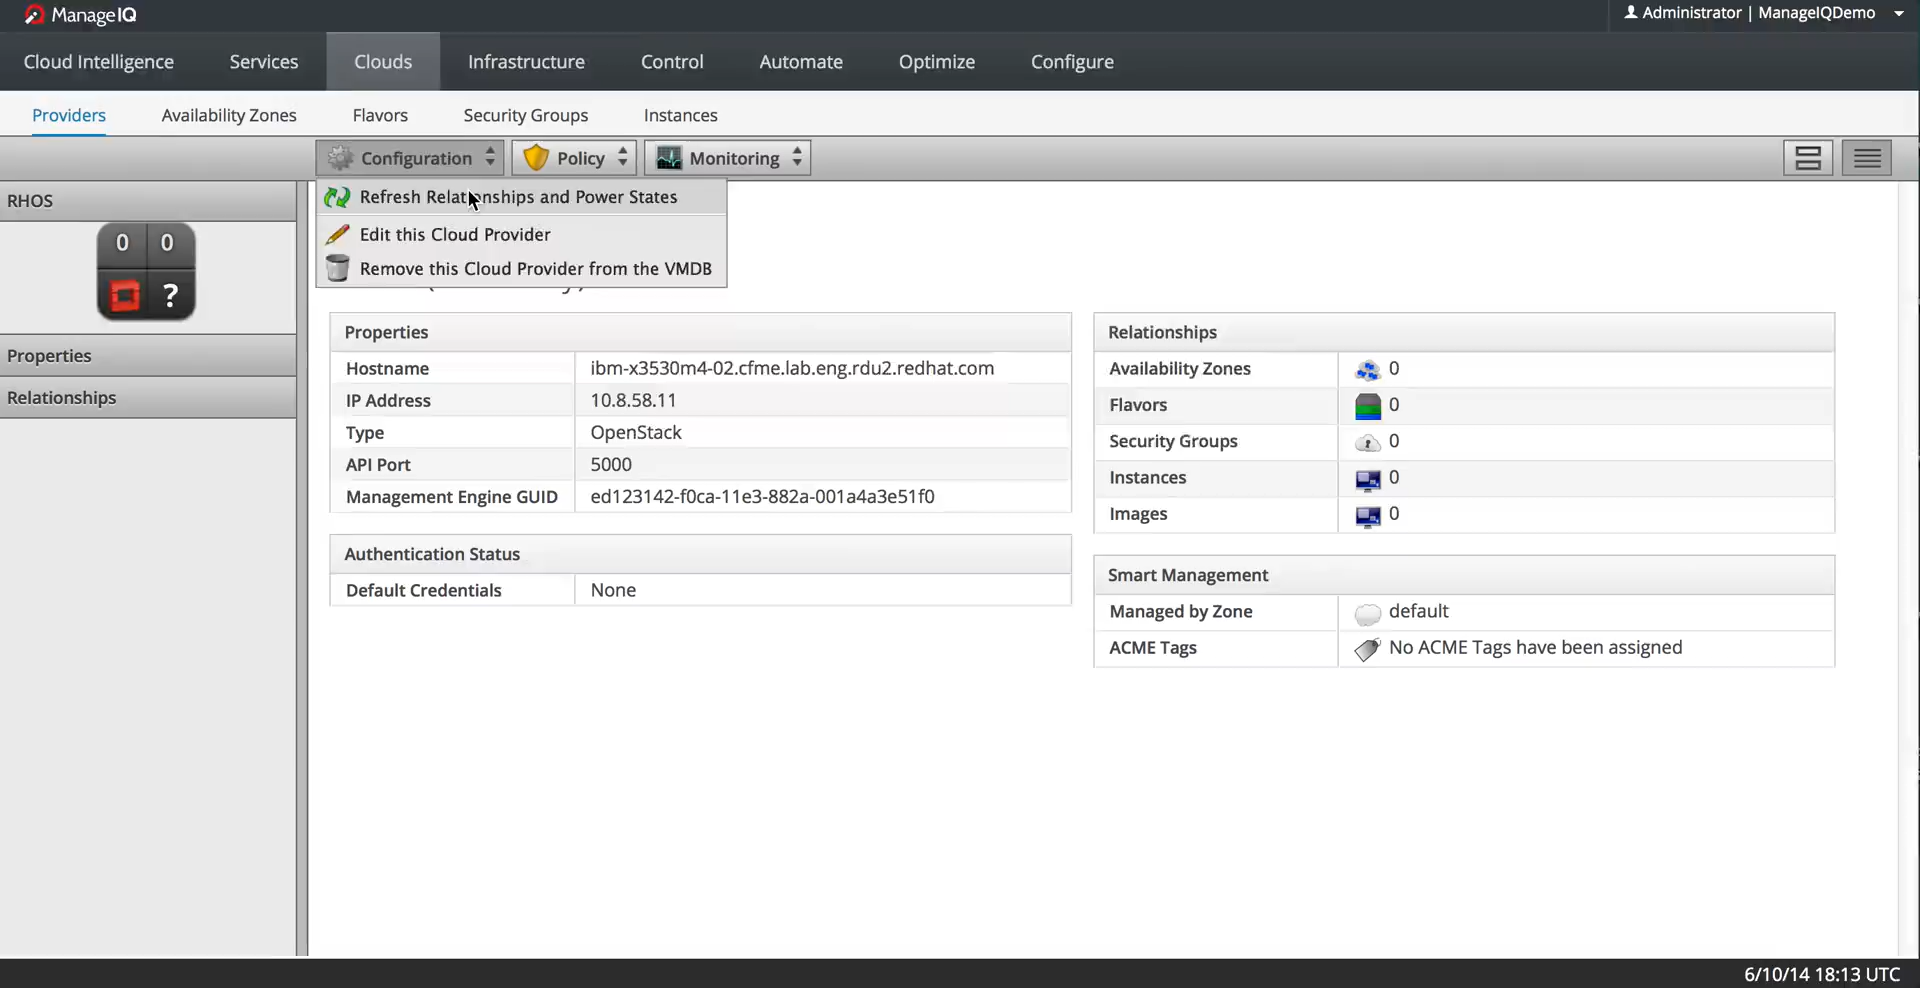 ManageIQ
Administrator | ManageIQDemo
Cloud Intelligence Services Clouds Infrastructure Control Automate Optimize Configure
Providers Availability Zones Flavors Security Groups Instances
Configuration Policy Monitoring
RHOS
0 0
?
Properties
Relationships
Refresh Relationships and Power States
Edit this Cloud Provider
Remove this Cloud Provider from the VMDB
Properties
Hostname ibm-x3530m4-02.cfme.lab.eng.rdu2.redhat.com
IP Address 10.8.58.11
Type OpenStack
API Port 5000
Management Engine GUID ed123142-f0ca-11e3-882a-001a4a3e51f0
Authentication Status
Default Credentials None
Relationships
Availability Zones 0
Flavors 0
Security Groups 0
Instances 0
Images 0
Smart Management
Managed by Zone default
ACME Tags No ACME Tags have been assigned
6/10/14 18:13 UTC